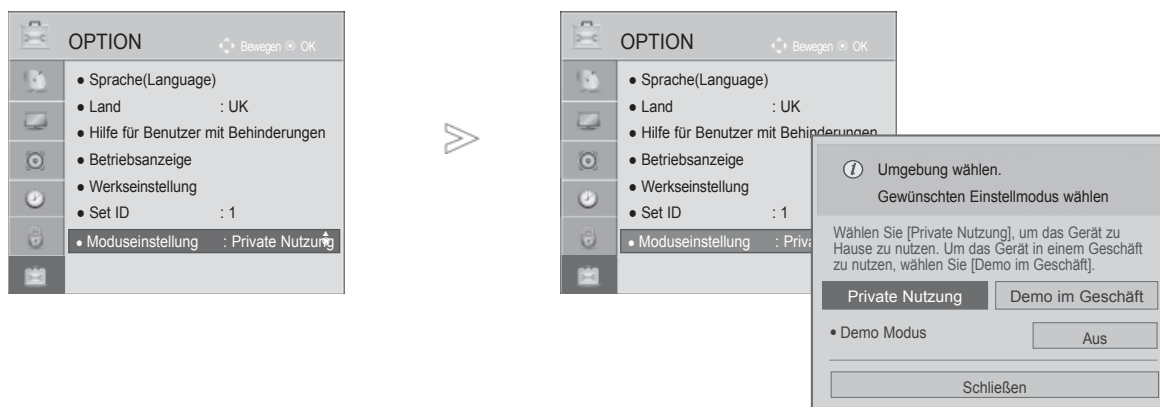 OPTION
Bewegen OK
● Sprache(Language)
● Land : UK
● Hilfe für Benutzer mit Behinderungen
● Betriebsanzeige
● Werkseinstellung
● Set ID : 1
● Moduseinstellung : Private Nutzung
OPTION
Bewegen OK
● Sprache(Language)
● Land : UK
● Hilfe für Benutzer mit Behinderungen
● Betriebsanzeige
● Werkseinstellung
● Set ID : 1
● Moduseinstellung : Priva
i Umgebung wählen.
Gewünschten Einstellmodus wählen
Wählen Sie [Private Nutzung], um das Gerät zu
Hause zu nutzen. Um das Gerät in einem Geschäft
zu nutzen, wählen Sie [Demo im Geschäft].
Private Nutzung Demo im Geschäft
• Demo Modus Aus
Schließen